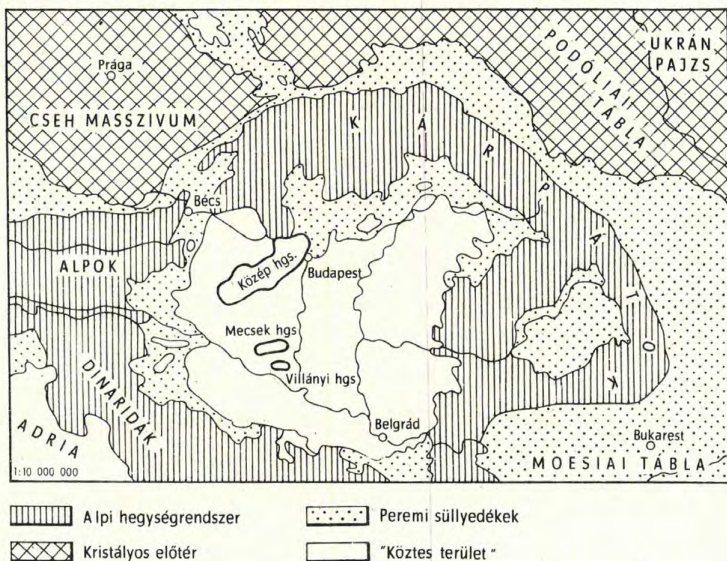 Prága
CSEH MASSZIVUM
PODÓLIAI
TÁBLA
UKRÁN
PAJZS
KÁRPÁTOK
Bécs
ALPOK
Közép hgs.
Budapest
Mecsek hgs
Villányi hgs
DINARIDÁK
ADRIA
Belgrád
Bukarest
MOESIAI TÁBLA
1:10 000 000
Alpi hegységrendszer
Peremi süllyedékek
Kristályos előtér
"Köztes terület"